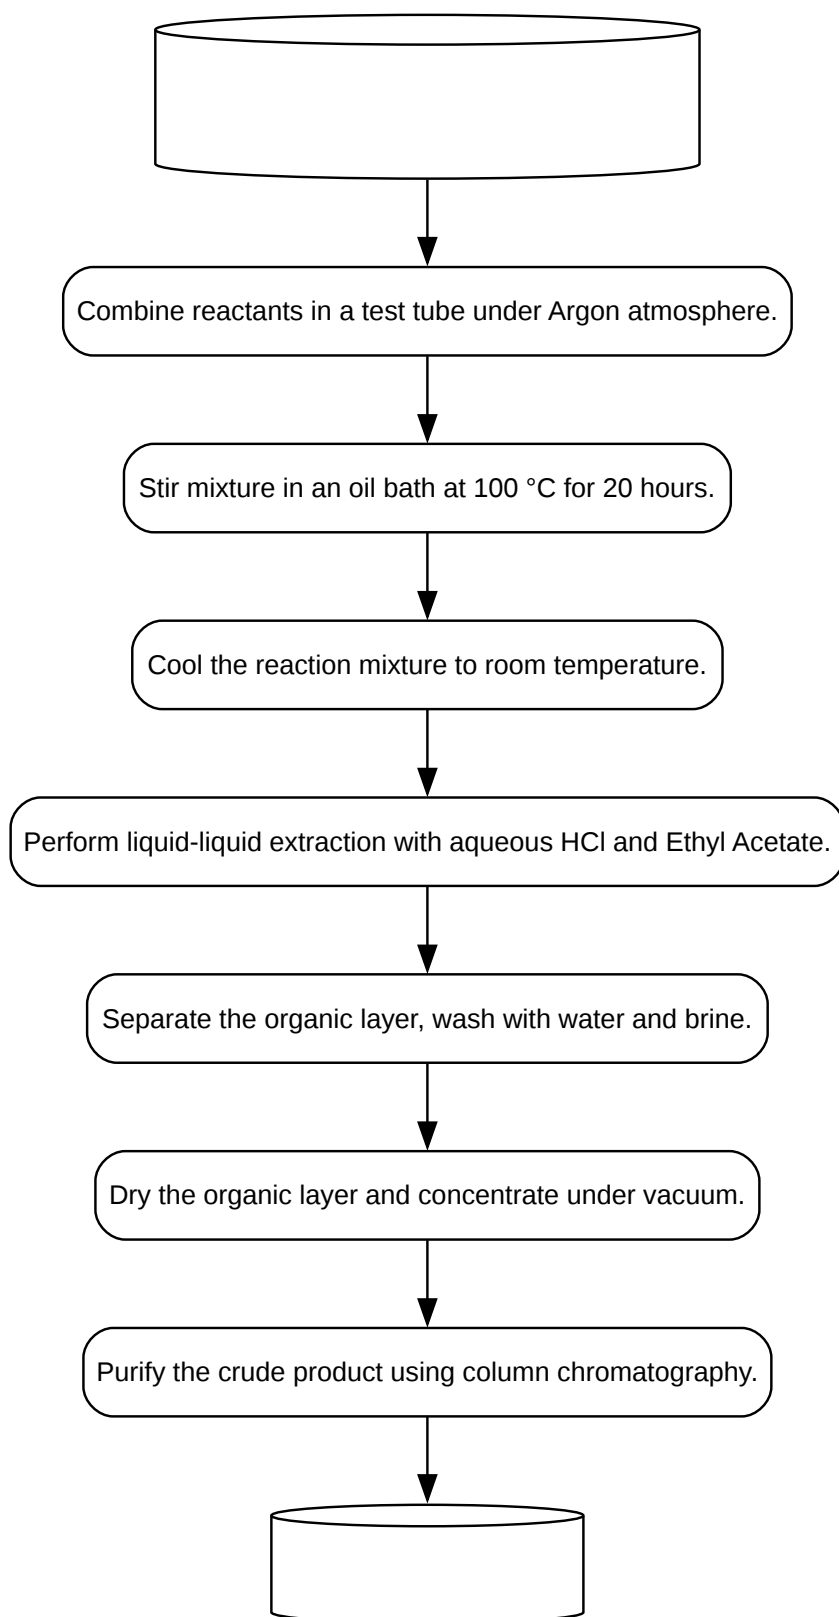 Combine reactants in a test tube under Argon atmosphere.
Stir mixture in an oil bath at 100 °C for 20 hours.
Cool the reaction mixture to room temperature.
Perform liquid-liquid extraction with aqueous HCl and Ethyl Acetate.
Separate the organic layer, wash with water and brine.
Dry the organic layer and concentrate under vacuum.
Purify the crude product using column chromatography.